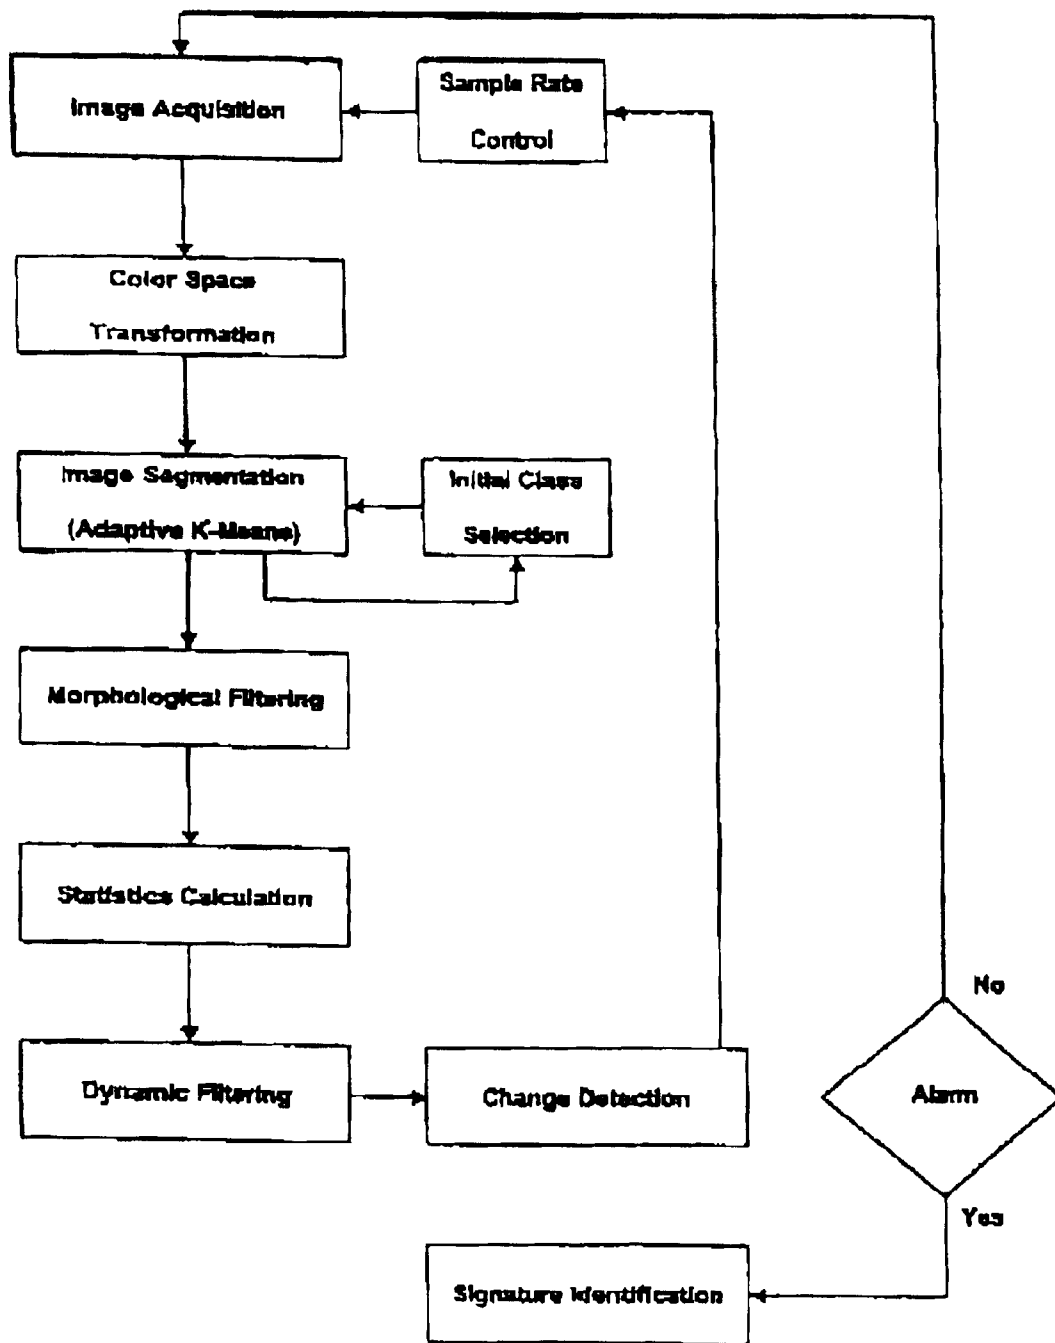 Image Acquisition
Sample Rate
Control
Color Space
Transformation
Image Segmentation
(Adaptive K-Means)
Initial Class
Selection
Morphological Filtering
Statistics Calculation
Dynamic Filtering
Change Detection
No
Alarm
Yes
Signature Identification